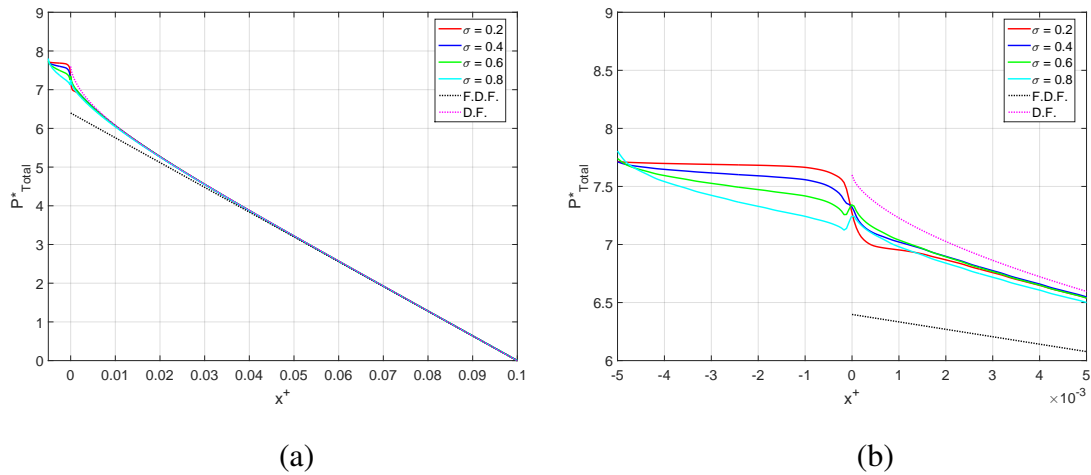 9
8
7
6
5
4
3
2
1
0
P*Total
0 0.01 0.02 0.03 0.04 0.05 0.06 0.07 0.08 0.09 0.1
x+
σ = 0.2
σ = 0.4
σ = 0.6
σ = 0.8
F.D.F.
D.F.
(a)
9
8.5
8
7.5
7
6.5
6
P*Total
-5 -4 -3 -2 -1 0 1 2 3 4 5
x+
×10-3
σ = 0.2
σ = 0.4
σ = 0.6
σ = 0.8
F.D.F.
D.F.
(b)